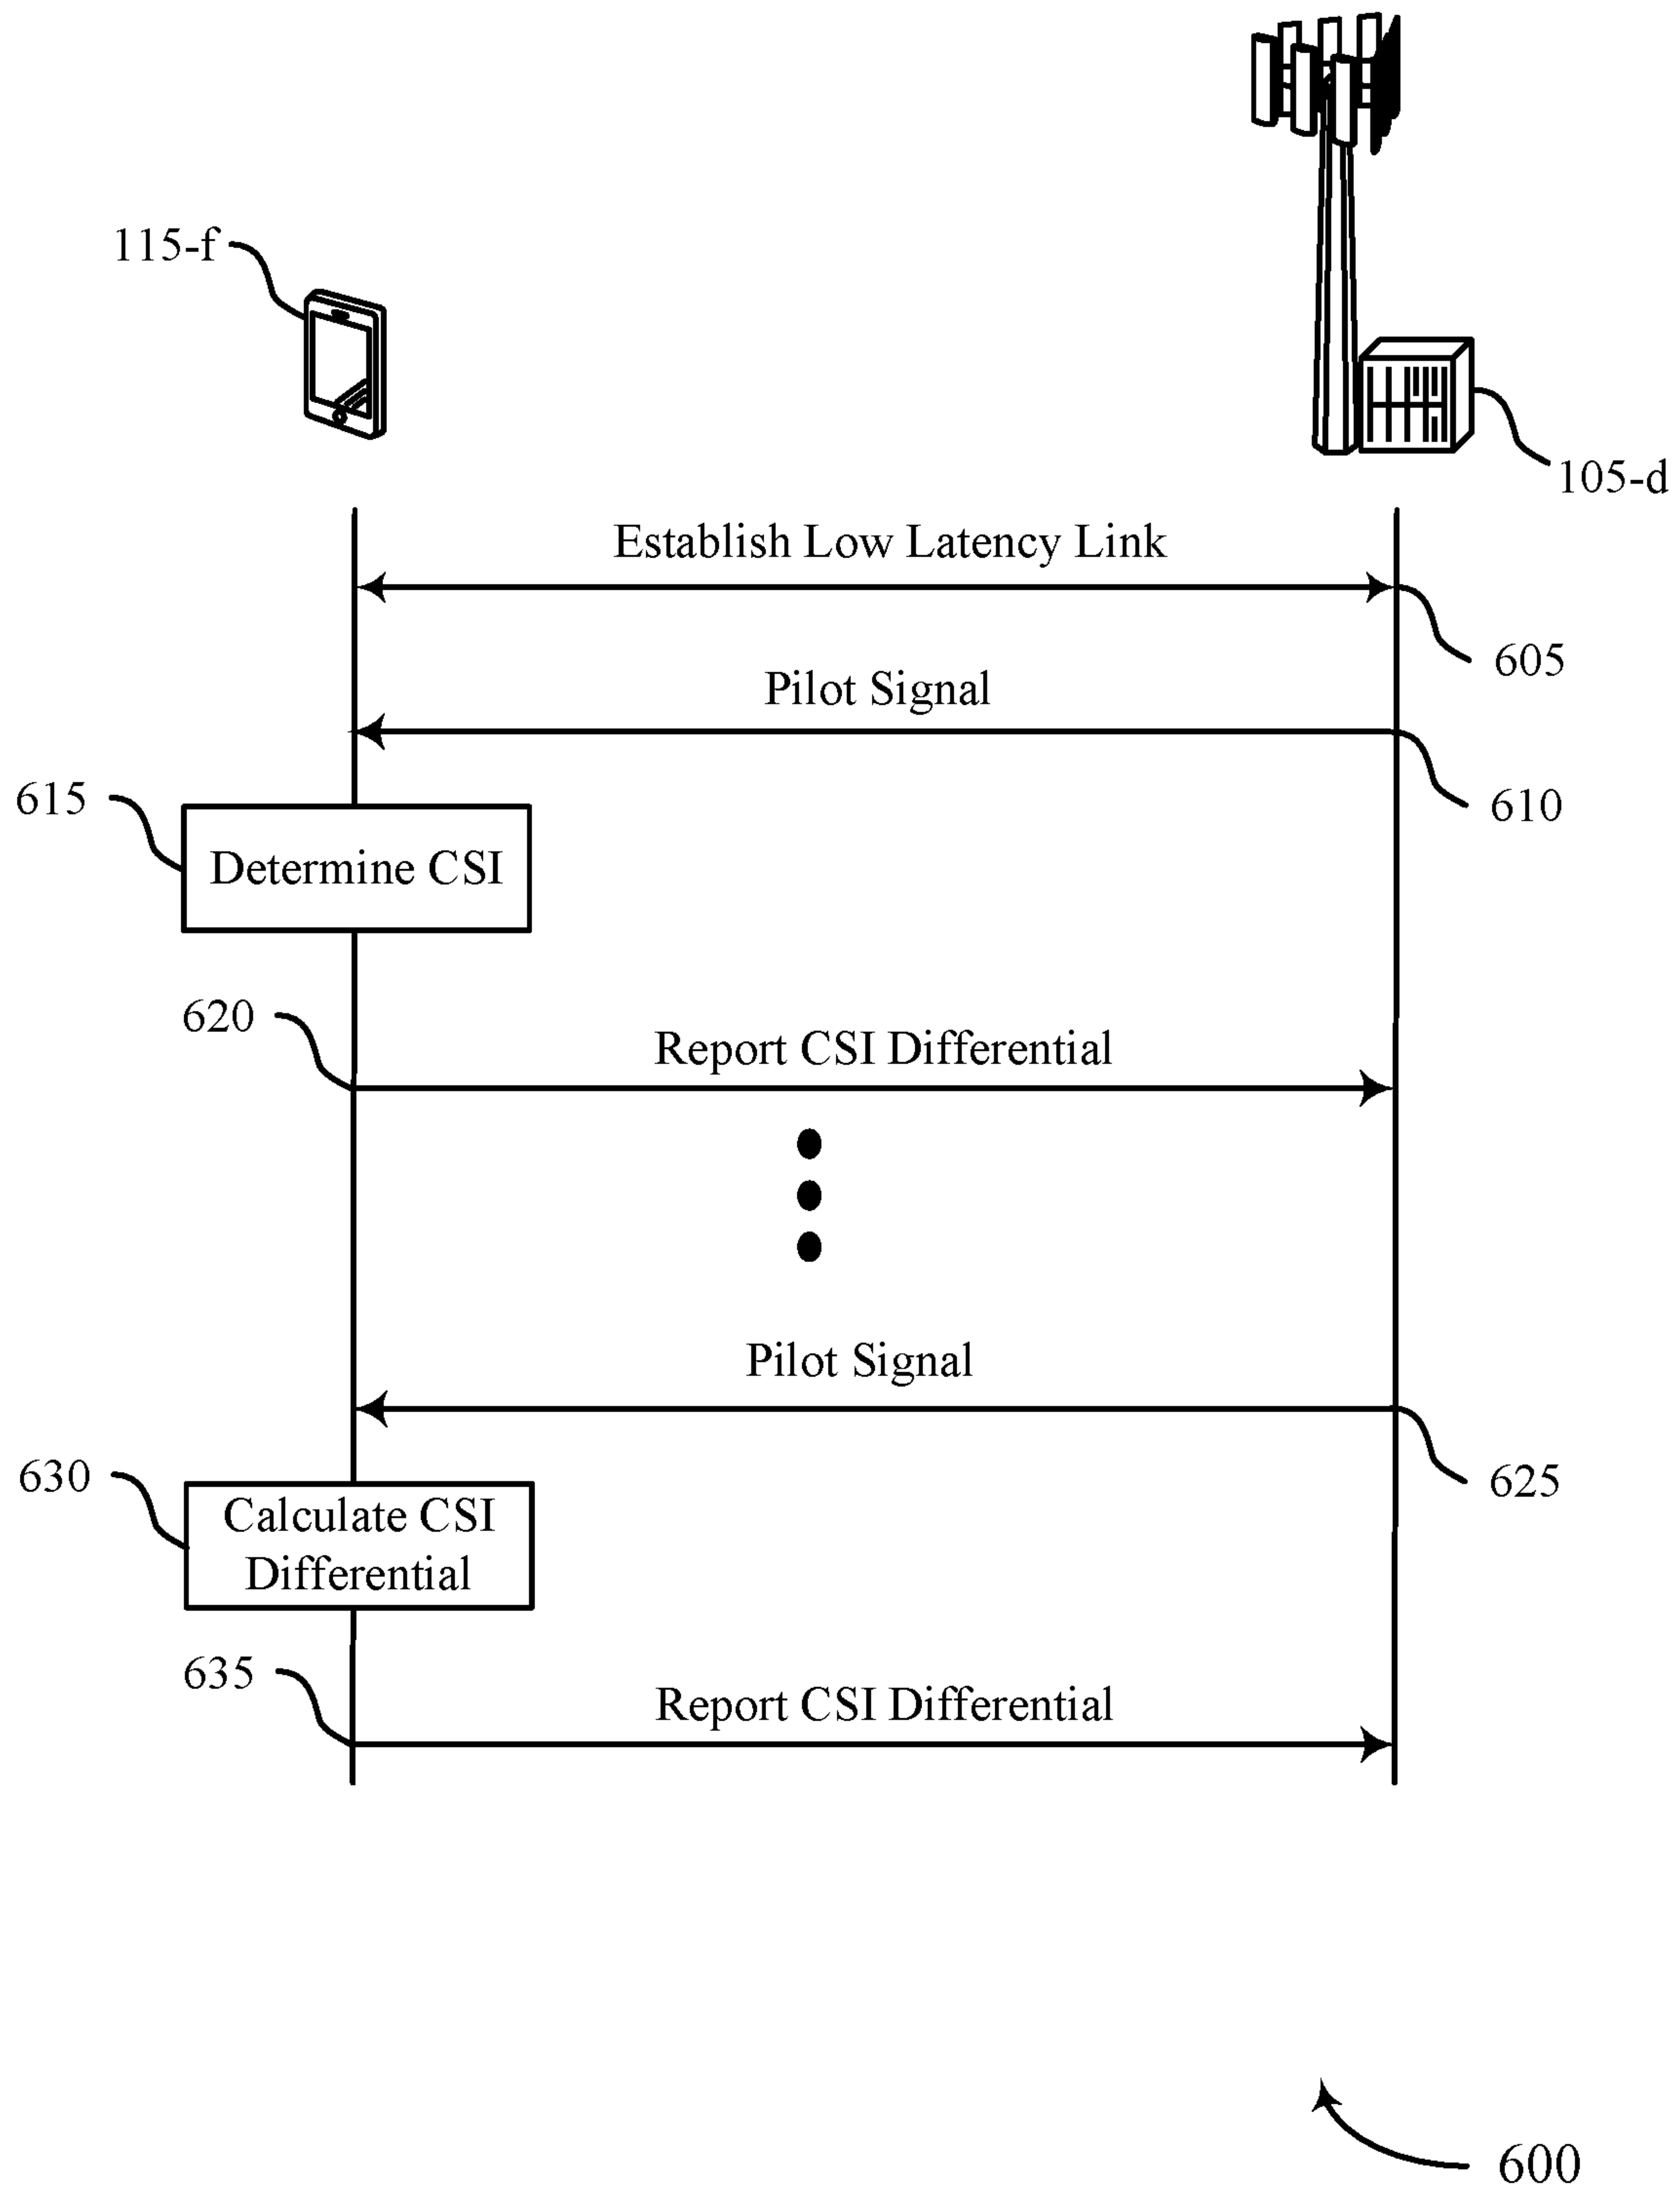 115-f
105-d
Establish Low Latency Link
605
Pilot Signal
610
615
Determine CSI
620
Report CSI Differential
Pilot Signal
625
630
Calculate CSI
Differential
635
Report CSI Differential
600